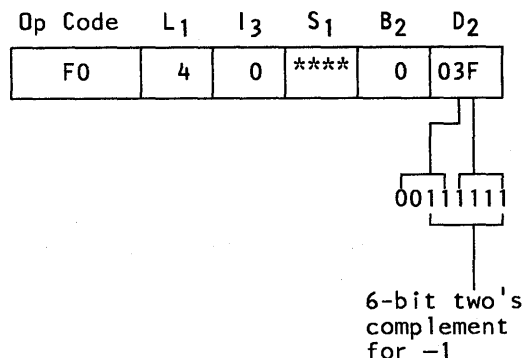 Op Code L1 I3 S1 B2 D2
F0 4 0 **** 0 03F
00111111
6-bit two's
complement
for -1